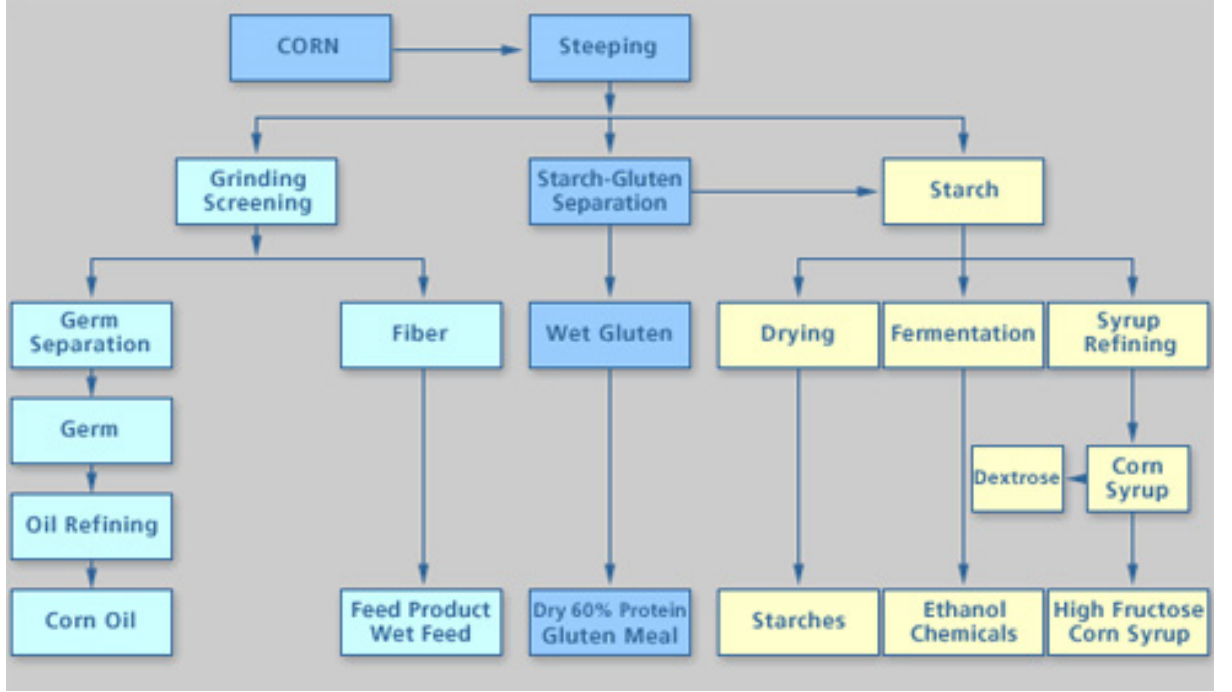 CORN
Steeping
Grinding
Screening
Starch-Gluten
Separation
Starch
Germ
Separation
Fiber
Wet Gluten
Drying
Fermentation
Syrup
Refining
Germ
Dextrose
Corn
Syrup
Oil Refining
Corn Oil
Feed Product
Wet Feed
Dry 60% Protein
Gluten Meal
Starches
Ethanol
Chemicals
High Fructose
Corn Syrup